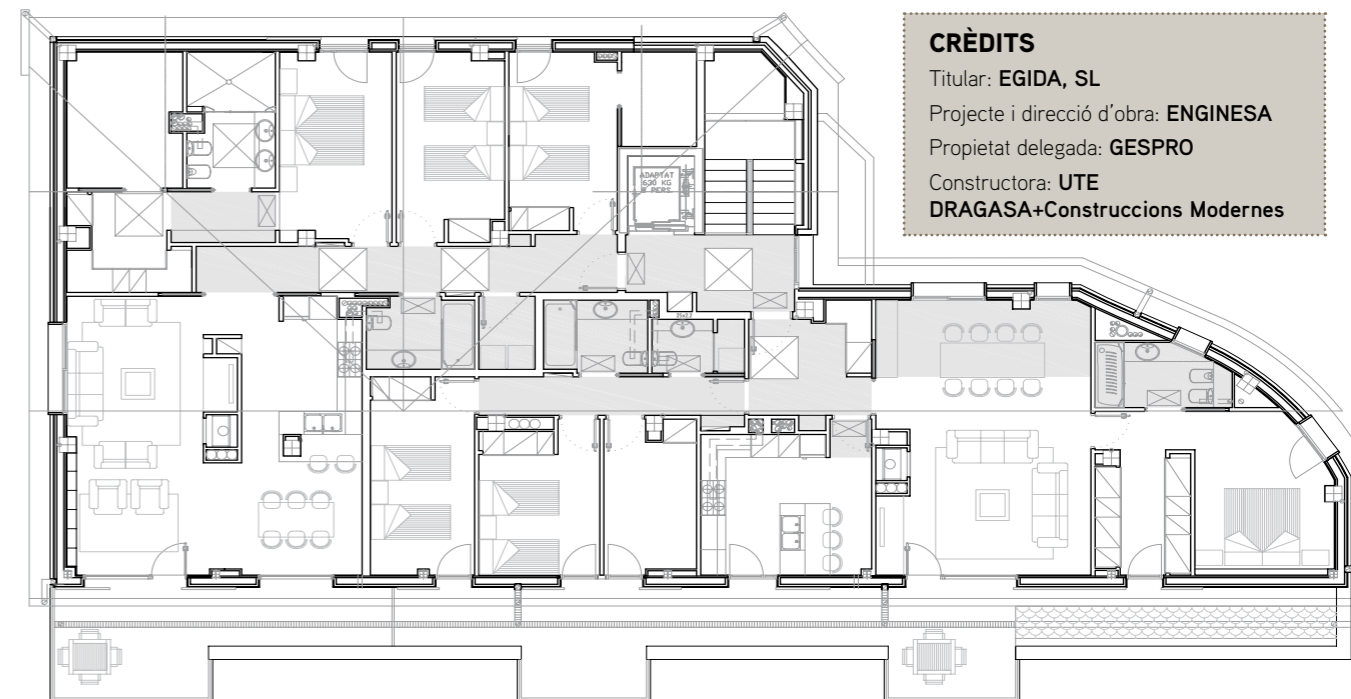 CRÈDITS
Titular: EGIDA, SL
Projecte i direcció d'obra: ENGINESA
Propietat delegada: GESPRO
Constructora: UTE
DRAGASA+Construccions Modernes
ADAPTAT
630 KG
PERS